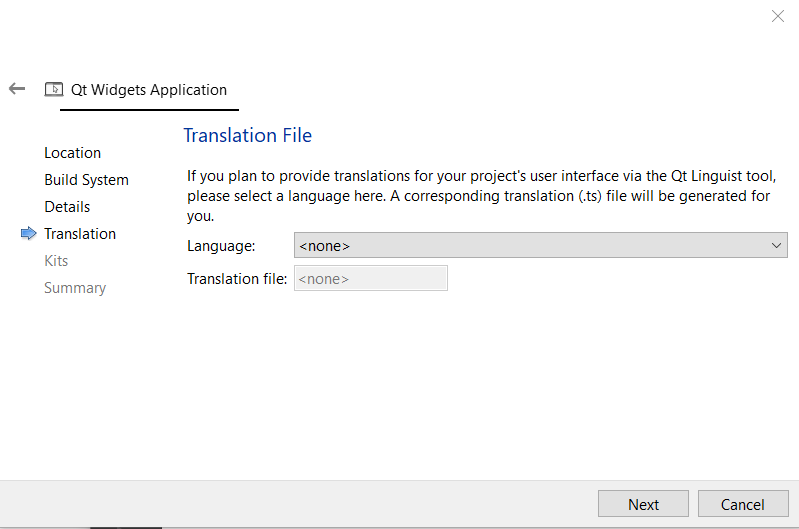 Qt Widgets Application
Location
Build System
Details
Translation
Kits
Summary
Translation File
If you plan to provide translations for your project's user interface via the Qt Linguist tool,
please select a language here. A corresponding translation (.ts) file will be generated for
you.
Language: <none>
Translation file: <none>
Next Cancel